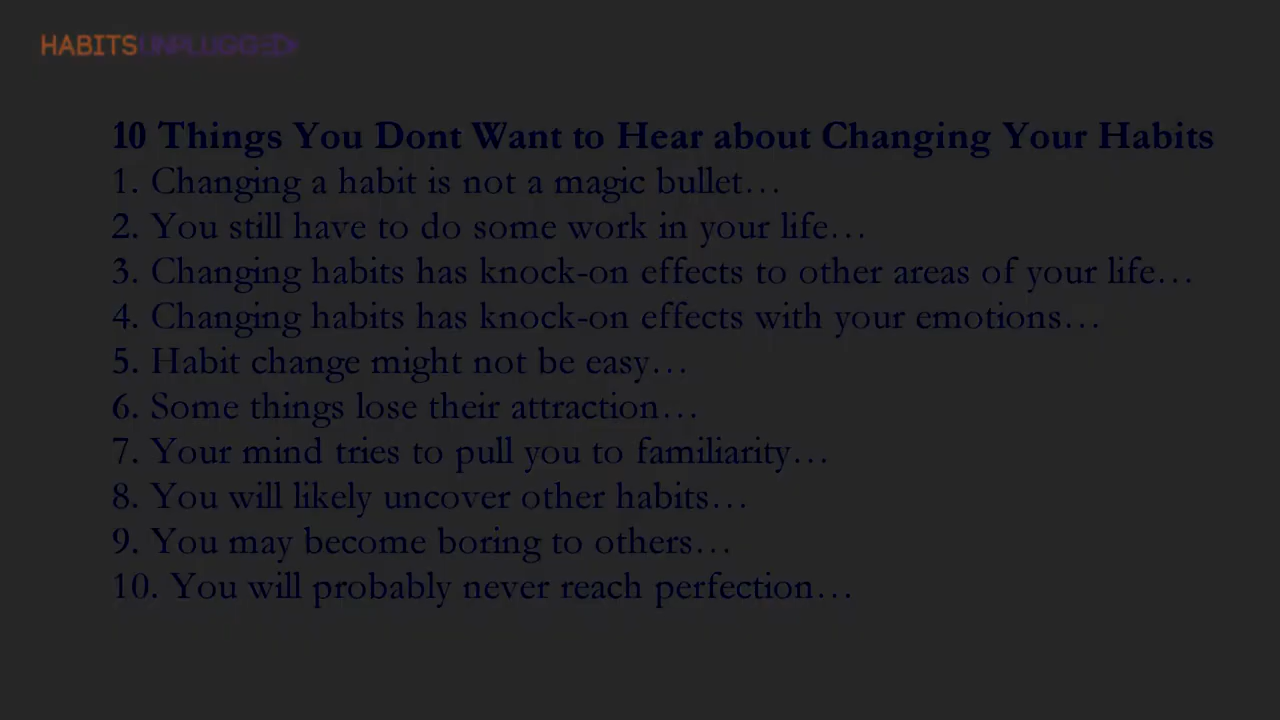 HABITSUNPLUGGED
10 Things You Dont Want to Hear about Changing Your Habits
1. Changing a habit is not a magic bullet…
2. You still have to do some work in your life…
3. Changing habits has knock-on effects to other areas of your life…
4. Changing habits has knock-on effects with your emotions…
5. Habit change might not be easy…
6. Some things lose their attraction…
7. Your mind tries to pull you to familiarity…
8. You will likely uncover other habits…
9. You may become boring to others…
10. You will probably never reach perfection…